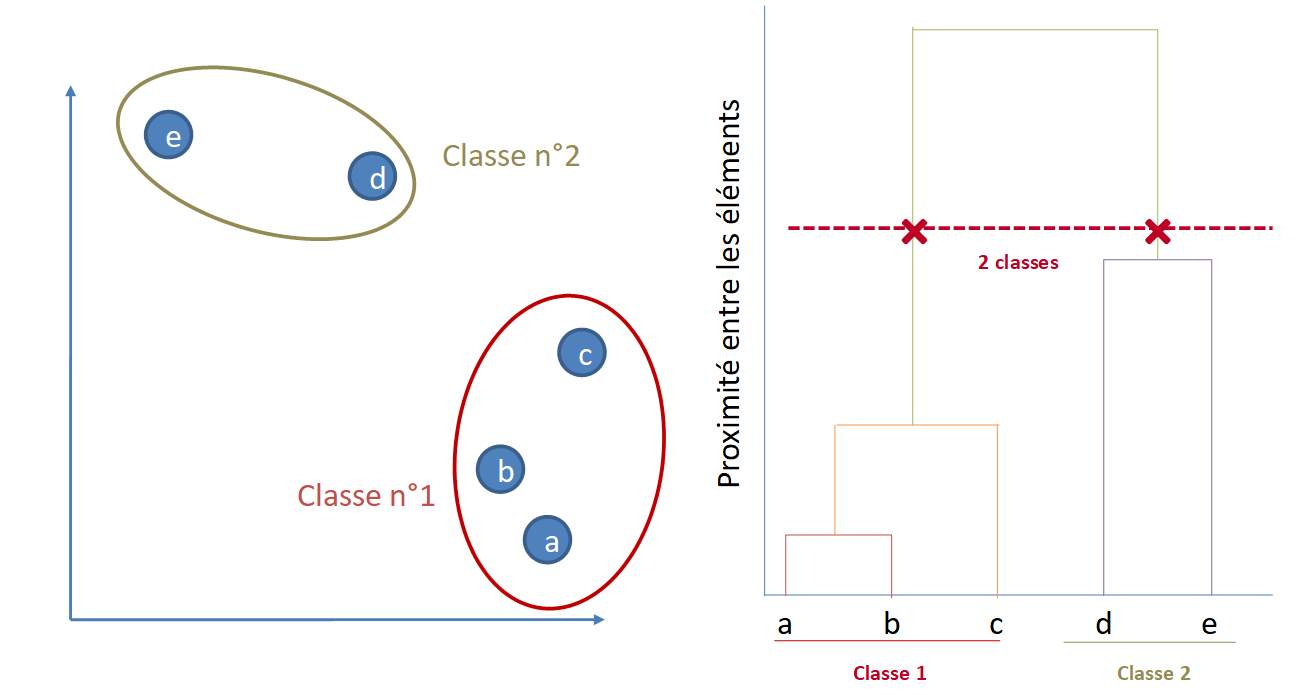 e
d
Classe n°2
c
b
a
Classe n°1
Proximité entre les éléments
2 classes
a b c d e
Classe 1 Classe 2